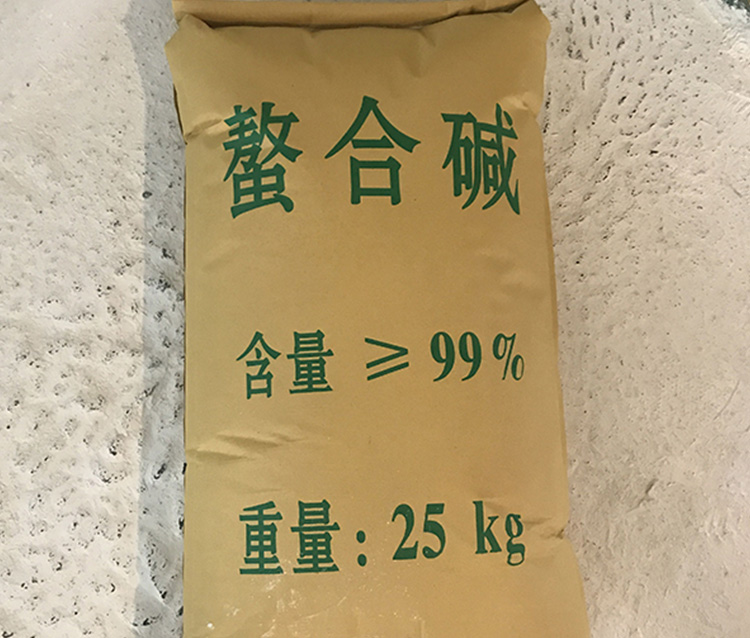 螯合碱
含量 ≥ 99%
重量: 25 kg